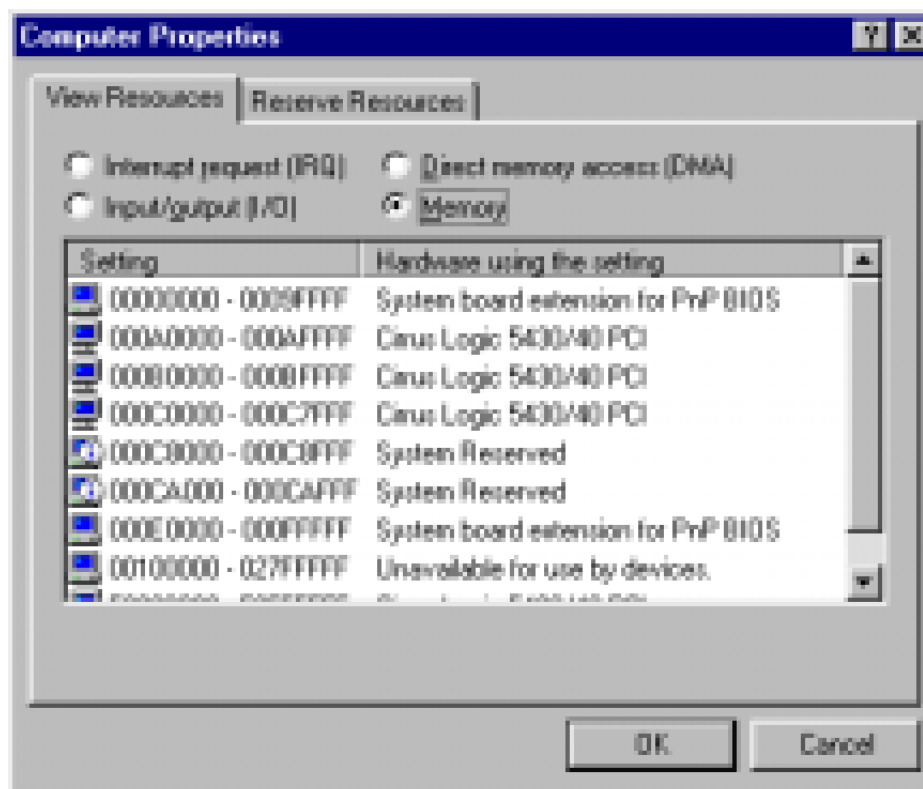 Computer Properties
View Resources Reserve Resources
Interrupt request (IRQ) Direct memory access (DMA)
Input/output (I/O) Memory
Setting Hardware using the setting
00000000 - 0009FFFF System board extension for PnP BIOS
000A0000 - 000AFFFF Cirrus Logic 5430/40 PCI
000B0000 - 000BFFFF Cirrus Logic 5430/40 PCI
000C0000 - 000C7FFF Cirrus Logic 5430/40 PCI
000C8000 - 000C8FFF System Reserved
000CA000 - 000CAFFF System Reserved
000E0000 - 000FFFFF System board extension for PnP BIOS
00100000 - 027FFFFF Unavailable for use by devices.
OK Cancel